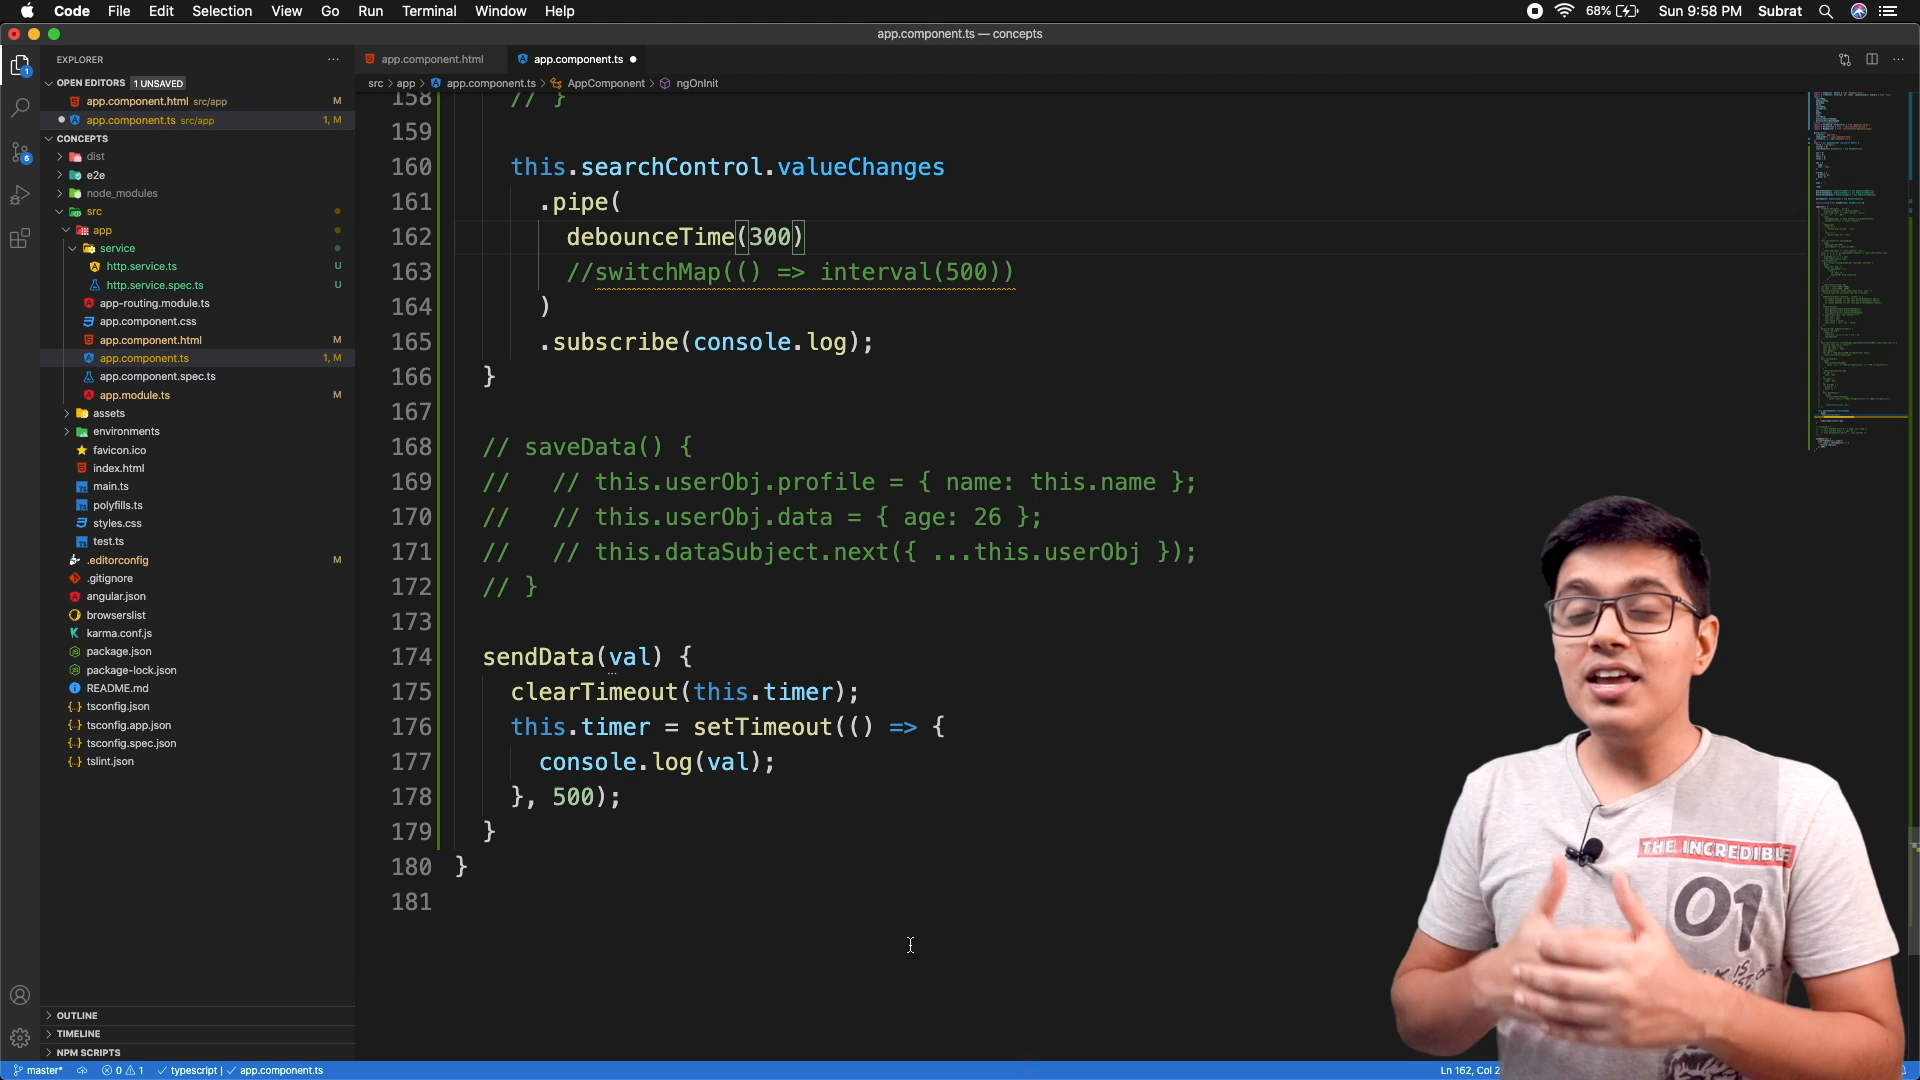 Code File Edit Selection View Go Run Terminal Window Help
68% Sun 9:58 PM Subrat
app.component.ts — concepts
EXPLORER
OPEN EDITORS 1 UNSAVED
app.component.html src/app M
app.component.ts src/app 1, M
CONCEPTS
dist
e2e
node_modules
src
app
service
http.service.ts U
http.service.spec.ts U
app-routing.module.ts
app.component.css
app.component.html M
app.component.ts 1, M
app.component.spec.ts
app.module.ts M
assets
environments
favicon.ico
index.html
main.ts
polyfills.ts
styles.css
test.ts
.editorconfig M
.gitignore
angular.json
browserslist
karma.conf.js
package.json
package-lock.json
README.md
tsconfig.json
tsconfig.app.json
tsconfig.spec.json
tslint.json
OUTLINE
TIMELINE
NPM SCRIPTS
app.component.html app.component.ts
src > app > app.component.ts > AppComponent > ngOnInit
158 // }
159
160 this.searchControl.valueChanges
161 .pipe(
162 debounceTime(300)
163 //switchMap(() => interval(500))
164 )
165 .subscribe(console.log);
166 }
167
168 // saveData() {
169 // // this.userObj.profile = { name: this.name };
170 // // this.userObj.data = { age: 26 };
171 // // this.dataSubject.next({ ...this.userObj });
172 // }
173
174 sendData(val) {
175 clearTimeout(this.timer);
176 this.timer = setTimeout(() => {
177 console.log(val);
178 }, 500);
179 }
180 }
181
THE INCREDIBLE
01
master* 0 1 typescript | app.component.ts
Ln 162, Col 2